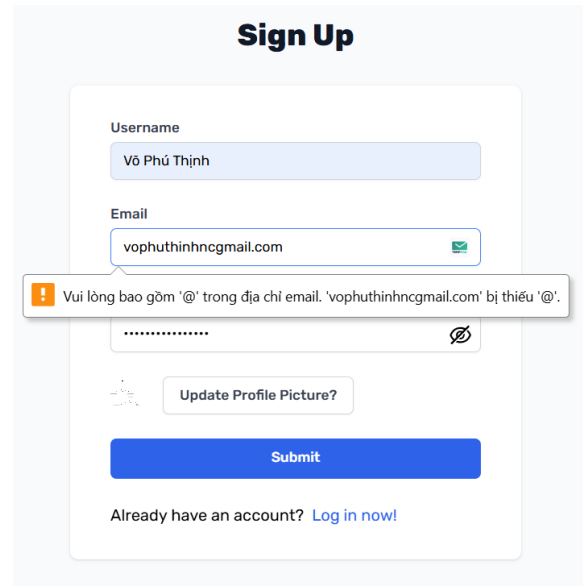 Sign Up
Username
Võ Phú Thịnh
Email
vophuthinhncgmail.com
! Vui lòng bao gồm '@' trong địa chỉ email. 'vophuthinhncgmail.com' bị thiếu '@'.
••••••••••••••••
Update Profile Picture?
Submit
Already have an account? Log in now!